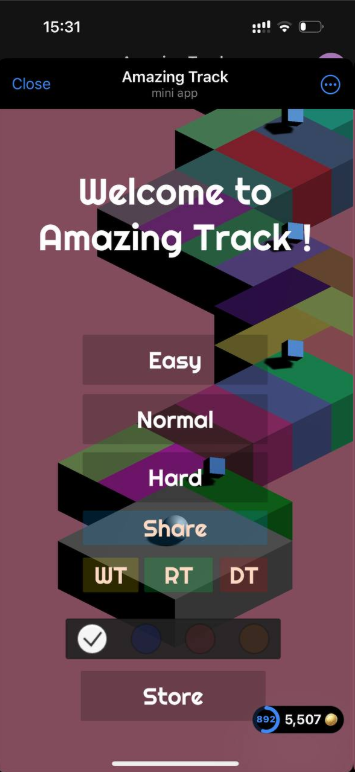 15:31
Close
Amazing Track
mini app
Welcome to
Amazing Track !
Easy
Normal
Hard
Share
WT RT DT
Store
892 5,507